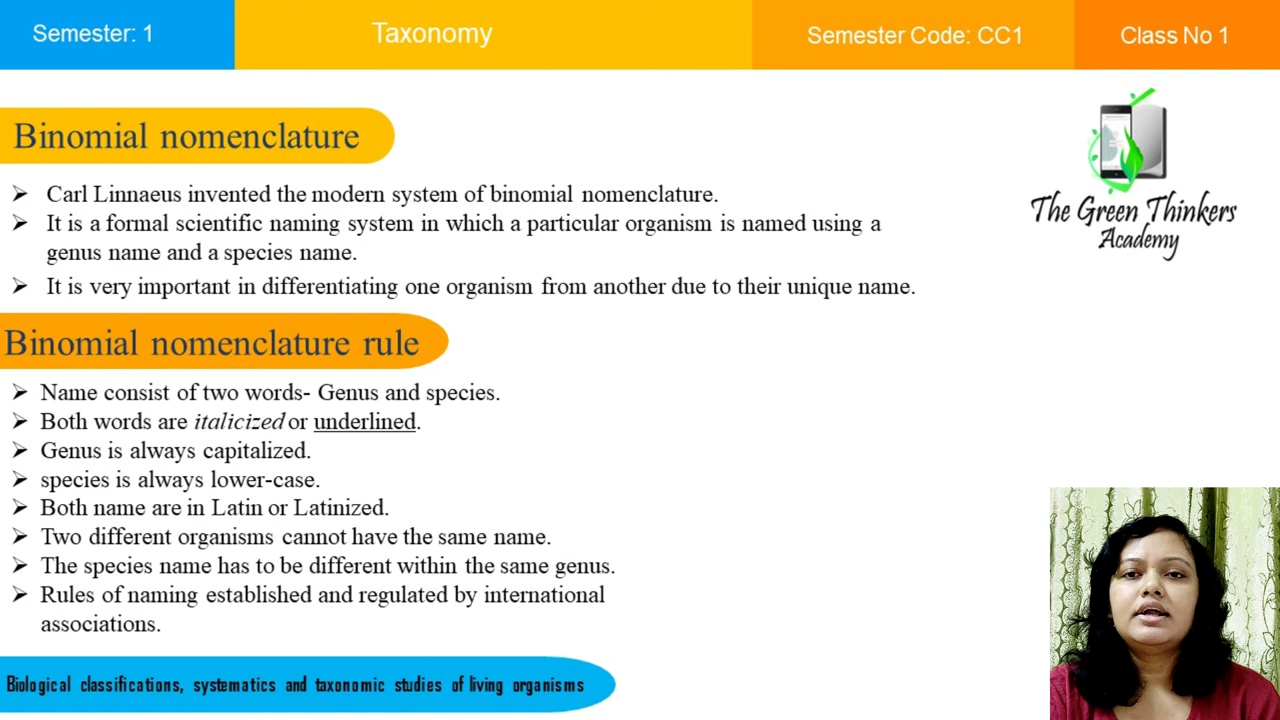 Semester: 1
Taxonomy
Semester Code: CC1
Class No 1
Binomial nomenclature
➢ Carl Linnaeus invented the modern system of binomial nomenclature.
➢ It is a formal scientific naming system in which a particular organism is named using a
genus name and a species name.
➢ It is very important in differentiating one organism from another due to their unique name.
The Green Thinkers
Academy
Binomial nomenclature rule
➢ Name consist of two words- Genus and species.
➢ Both words are italicized or underlined.
➢ Genus is always capitalized.
➢ species is always lower-case.
➢ Both name are in Latin or Latinized.
➢ Two different organisms cannot have the same name.
➢ The species name has to be different within the same genus.
➢ Rules of naming established and regulated by international
associations.
Biological classifications, systematics and taxonomic studies of living organisms